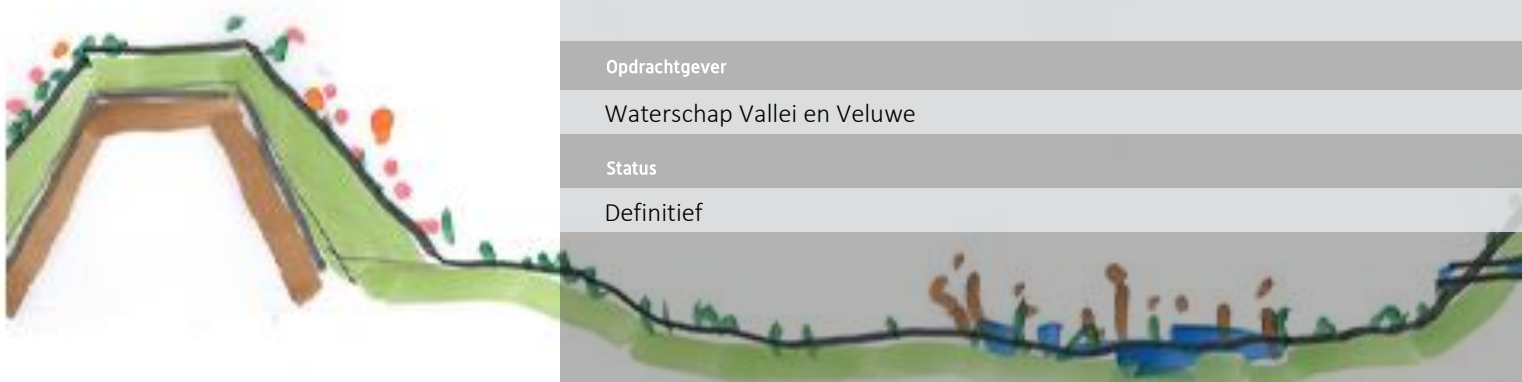 Opdrachtgever
Waterschap Vallei en Veluwe
Status
Definitief